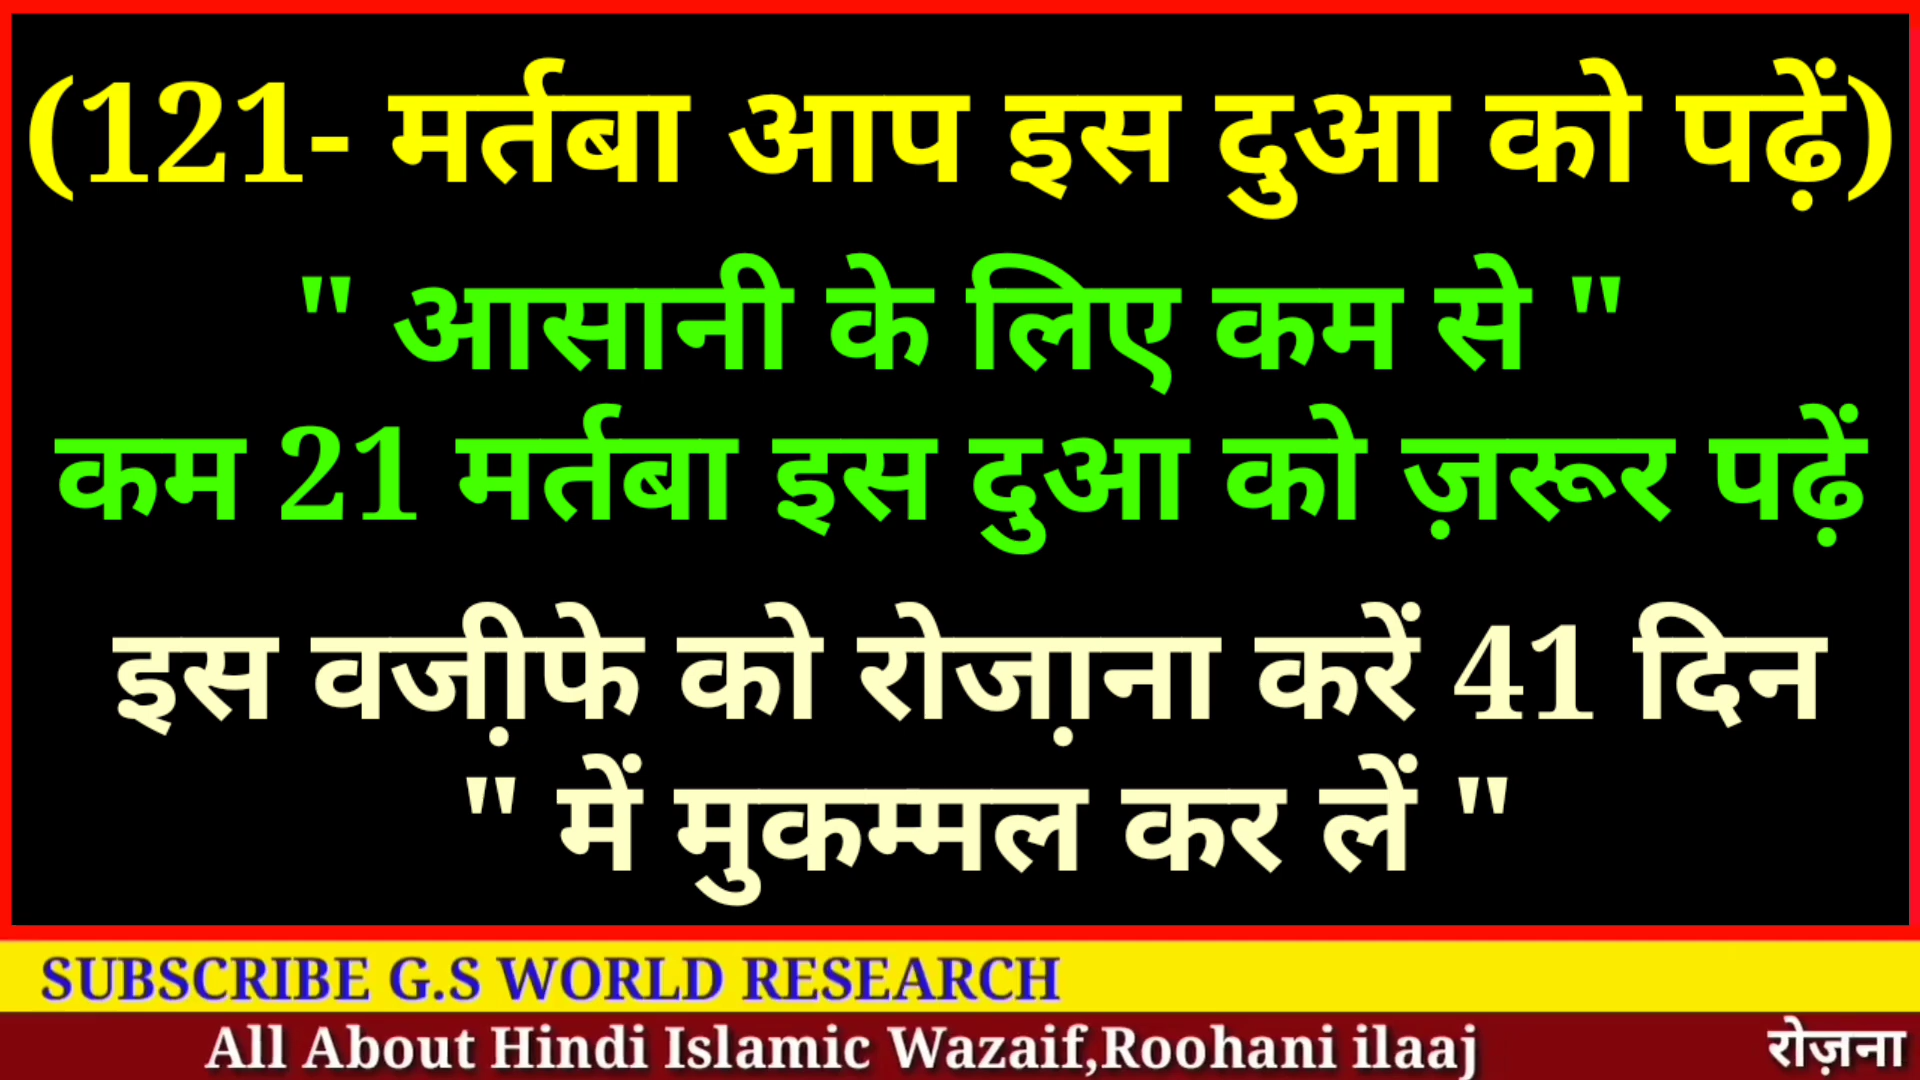 (121- मर्तबा आप इस दुआ को पढ़ें)
" आसानी के लिए कम से "
कम 21 मर्तबा इस दुआ को ज़रूर पढ़ें
इस वज़ीफे को रोज़ाना करें 41 दिन
" में मुकम्मल कर लें "
SUBSCRIBE G.S WORLD RESEARCH
All About Hindi Islamic Wazaif,Roohani ilaaj रोज़ना